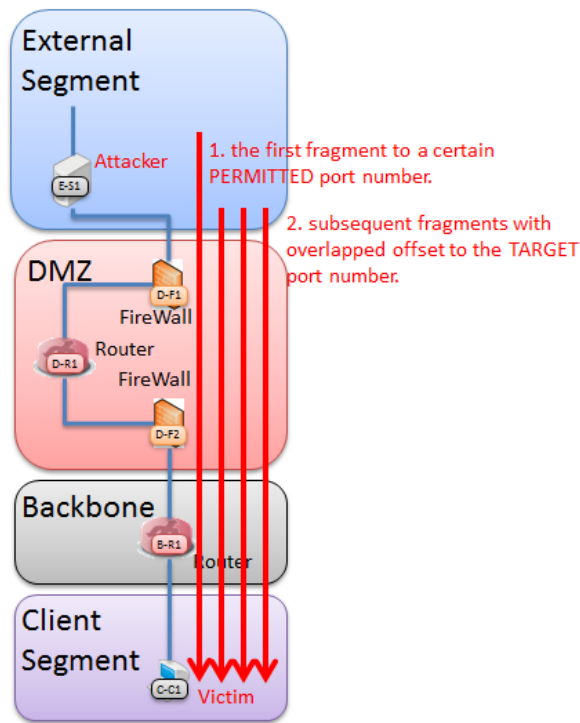 External
Segment
Attacker
E-S1
1. the first fragment to a certain
PERMITTED port number.
2. subsequent fragments with
overlapped offset to the TARGET
port number.
DMZ
D-F1
FireWall
Router
D-R1
FireWall
D-F2
Backbone
B-R1
Router
Client
Segment
C-C1
Victim